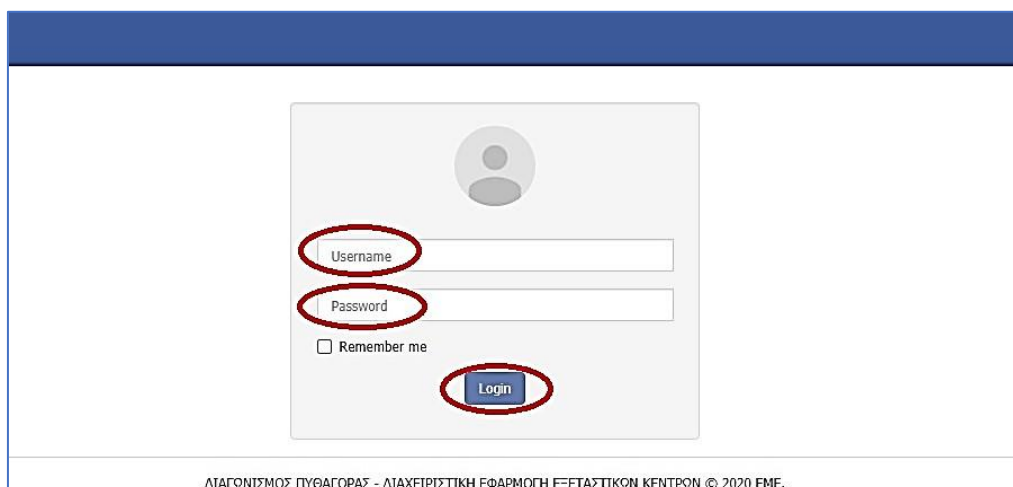 Username
Password
Remember me
Login
ΔΙΑΓΩΝΙΣΜΟΣ ΠΥΘΑΓΟΡΑΣ - ΔΙΑΧΕΙΡΙΣΤΙΚΗ ΕΦΑΡΜΟΓΗ ΕΞΕΤΑΣΤΙΚΩΝ ΚΕΝΤΡΩΝ © 2020 ΕΜΕ.